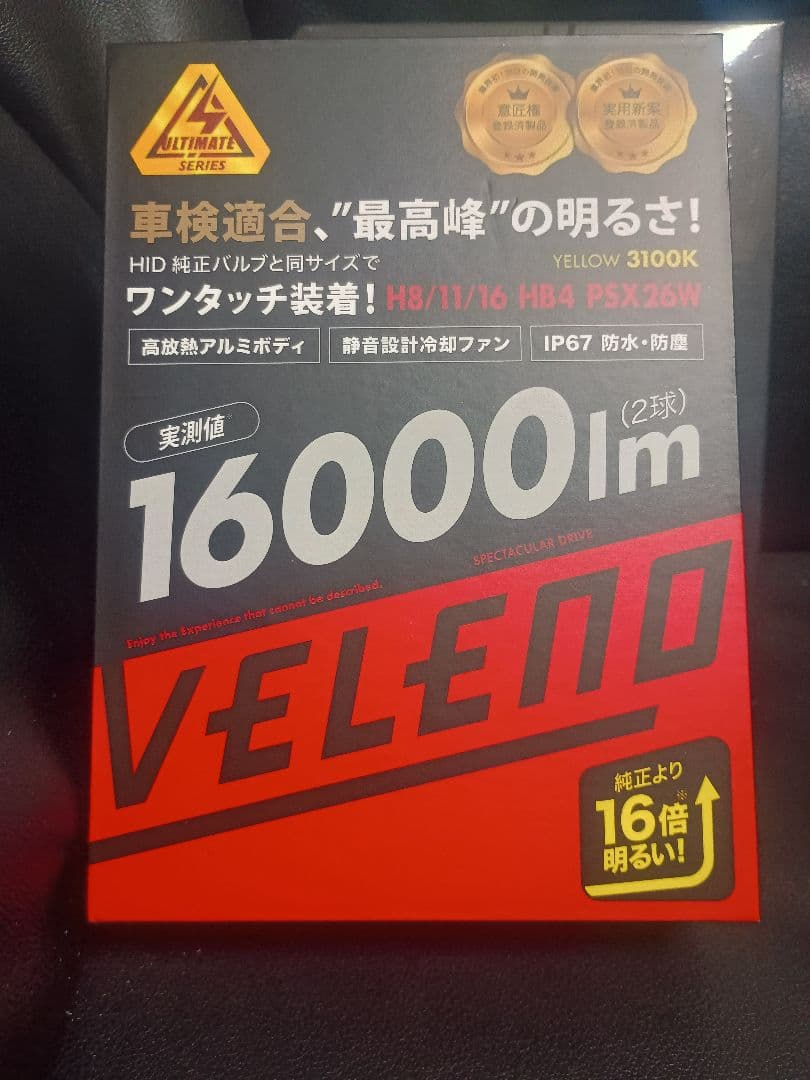 ULTIMATE
SERIES
意匠権
登録済製品
実用新案
登録済製品
車検適合、"最高峰"の明るさ!
HID 純正バルブと同サイズで
YELLOW 3100K
ワンタッチ装着! H8/11/16 HB4 PSX26W
高放熱アルミボディ
静音設計冷却ファン
IP67 防水・防塵
実測値※
16000lm
(2球)
SPECTACULAR DRIVE
Enjoy the Experience that cannot be described.
VELENO
純正より
16倍※
明るい!